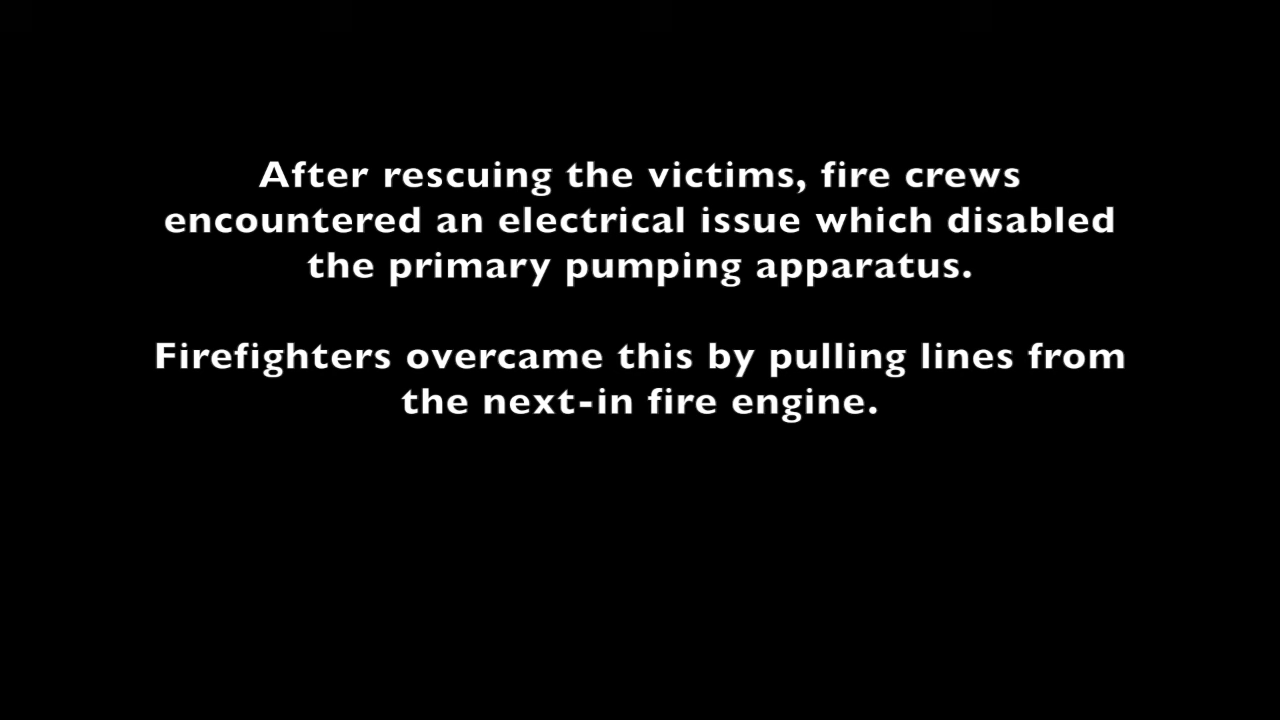 After rescuing the victims, fire crews
encountered an electrical issue which disabled
the primary pumping apparatus.
Firefighters overcame this by pulling lines from
the next-in fire engine.